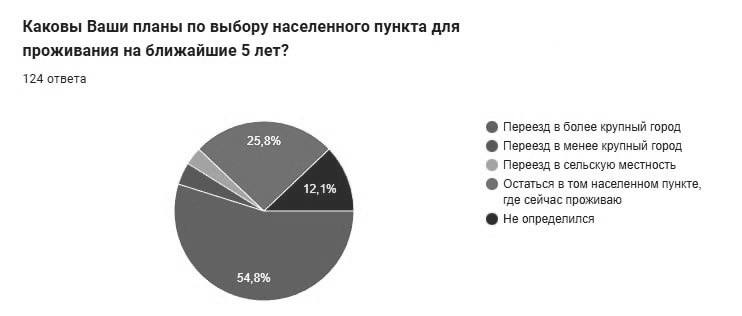 Каковы Ваши планы по выбору населенного пункта для
проживания на ближайшие 5 лет?
124 ответа
25,8%
12,1%
54,8%
Переезд в более крупный город
Переезд в менее крупный город
Переезд в сельскую местность
Остаться в том населенном пункте,
где сейчас проживаю
Не определился